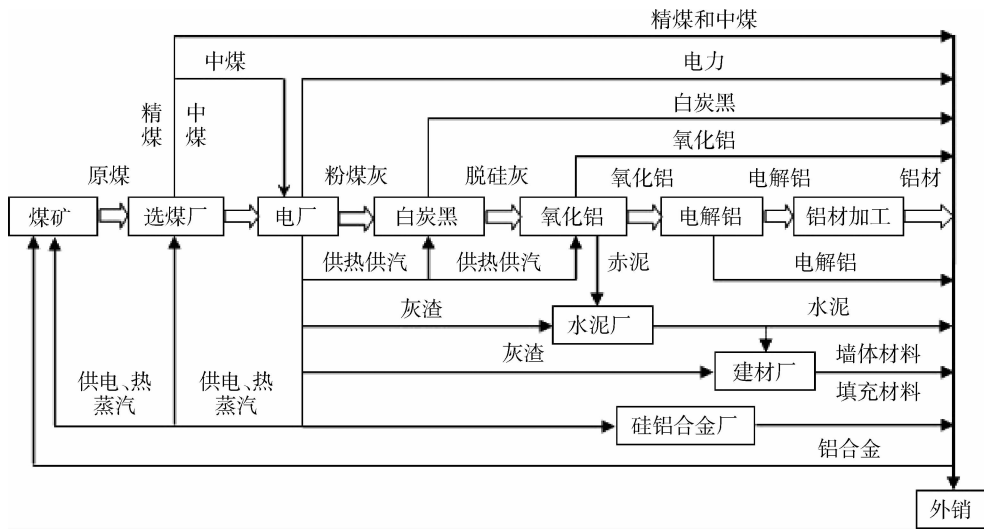 精煤和中煤
中煤
电力
白炭黑
精煤
中煤
氧化铝
原煤
粉煤灰
脱硅灰
氧化铝
电解铝
铝材
煤矿
选煤厂
电厂
白炭黑
氧化铝
电解铝
铝材加工
供热供汽
供热供汽
赤泥
电解铝
灰渣
水泥厂
水泥
灰渣
建材厂
墙体材料
填充材料
供电、热
蒸汽
供电、热
蒸汽
硅铝合金厂
铝合金
外销